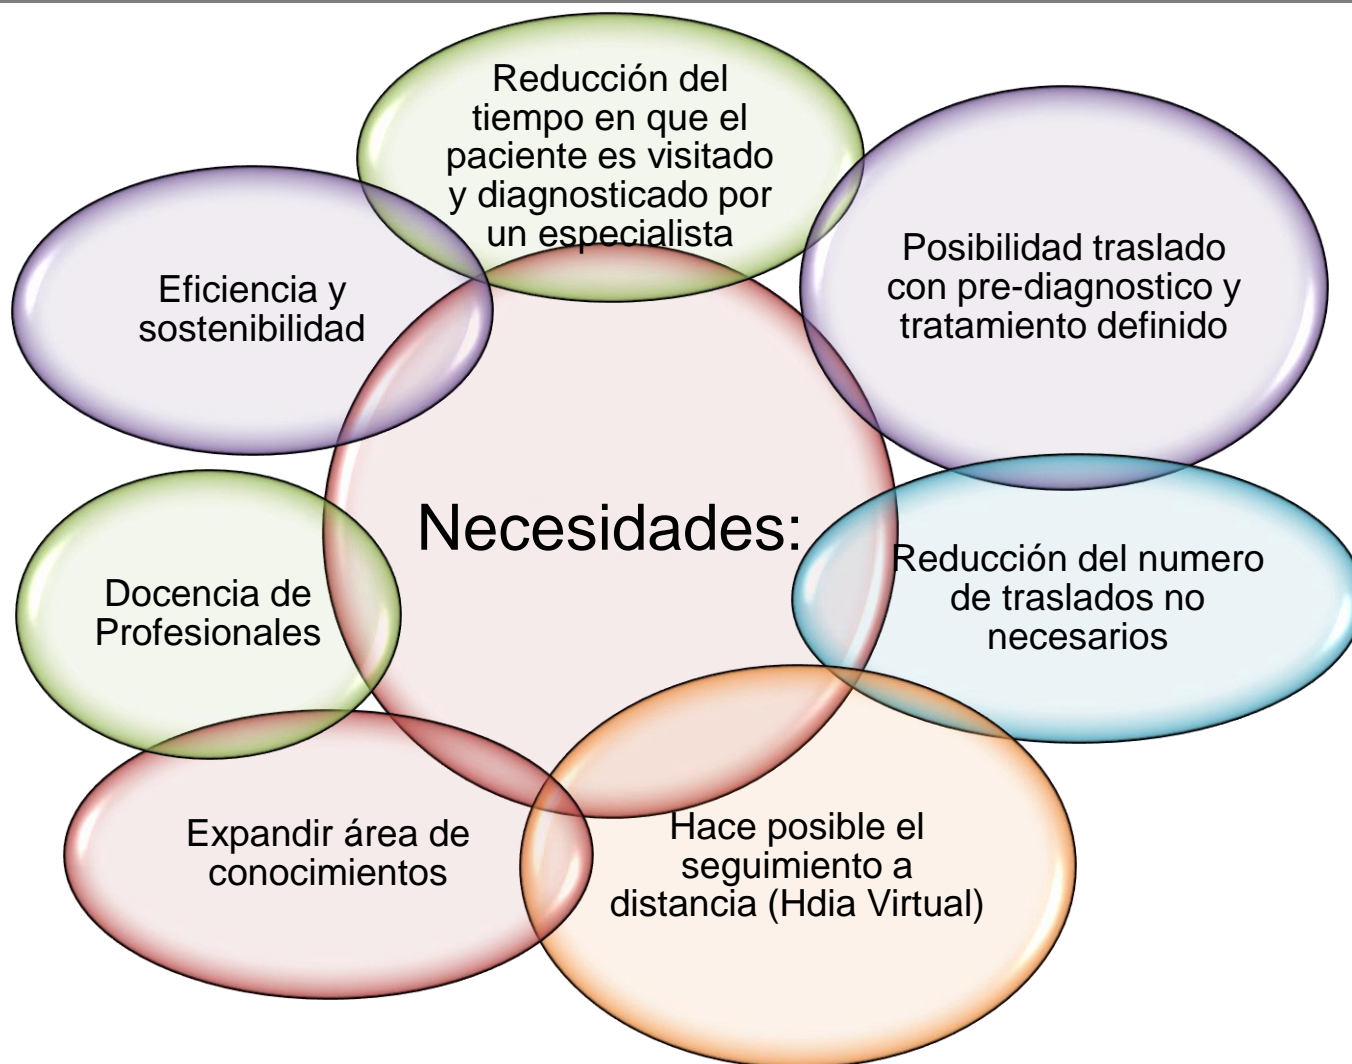 Reducción del
tiempo en que el
paciente es visitado
y diagnosticado por
un especialista
Posibilidad traslado
con pre-diagnostico y
tratamiento definido
Eficiencia y
sostenibilidad
Necesidades:
Reducción del numero
de traslados no
necesarios
Docencia de
Profesionales
Hace posible el
seguimiento a
distancia (Hdia Virtual)
Expandir área de
conocimientos